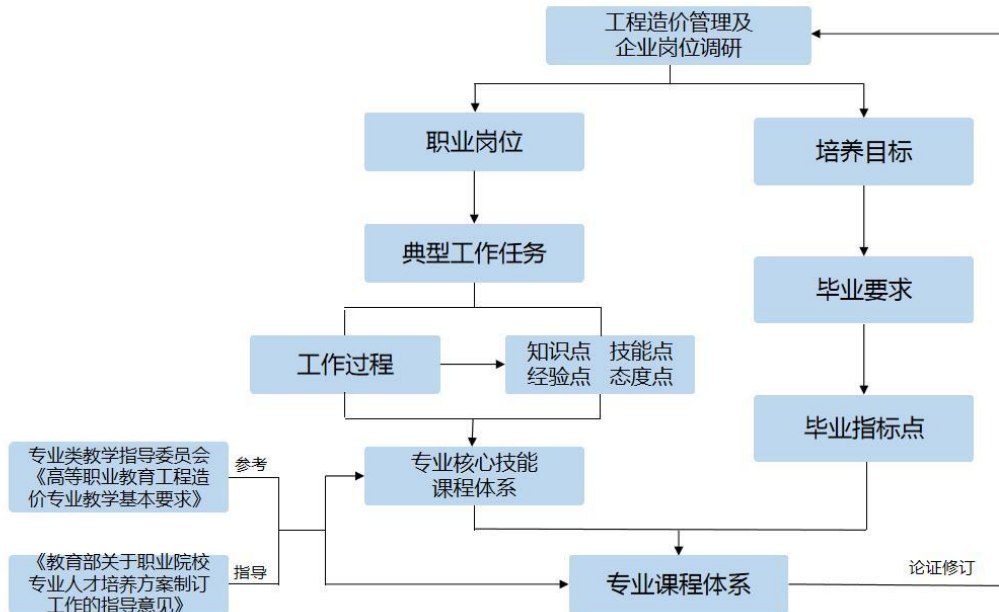 工程造价管理及
企业岗位调研
职业岗位
培养目标
典型工作任务
毕业要求
工作过程
知识点 技能点
经验点 态度点
毕业指标点
专业类教学指导委员会
《高等职业教育工程造
价专业教学基本要求》
参考
专业核心技能
课程体系
《教育部关于职业院校
专业人才培养方案制订
工作的指导意见》
指导
专业课程体系
论证修订